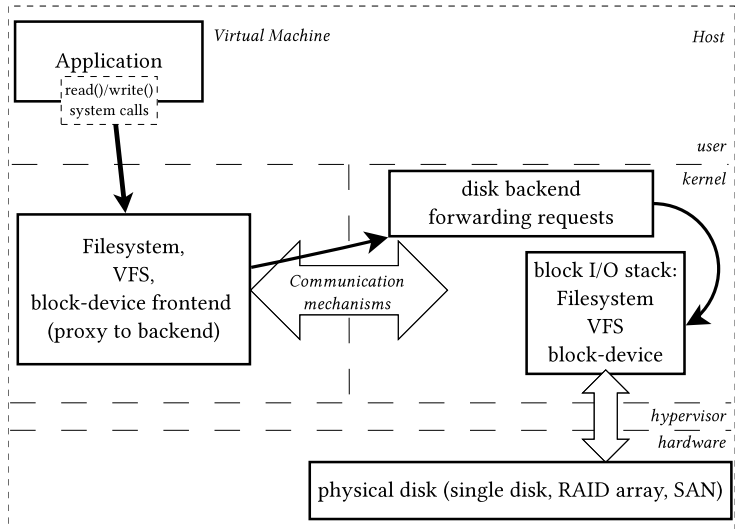 Virtual Machine
Host
Application
read()/write()
system calls
user
kernel
disk backend
forwarding requests
Filesystem,
VFS,
block-device frontend
(proxy to backend)
Communication
mechanisms
block I/O stack:
Filesystem
VFS
block-device
hypervisor
hardware
physical disk (single disk, RAID array, SAN)